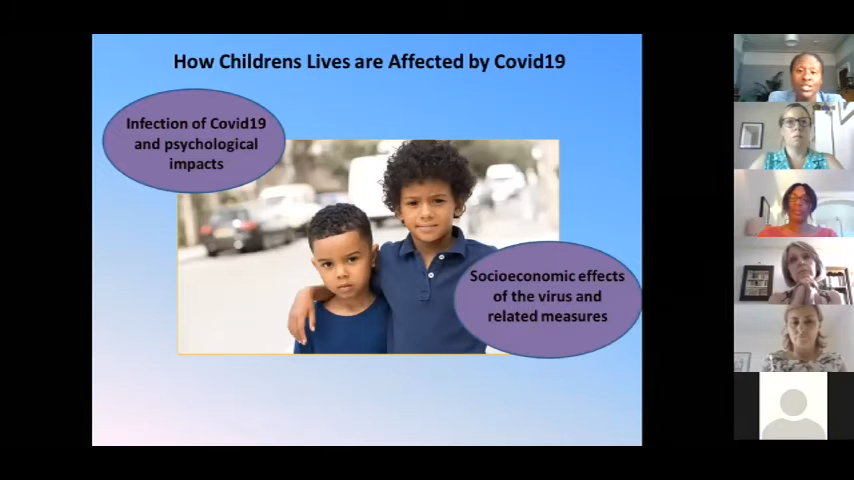 How Childrens Lives are Affected by Covid19
Infection of Covid19
and psychological
impacts
Socioeconomic effects
of the virus and
related measures